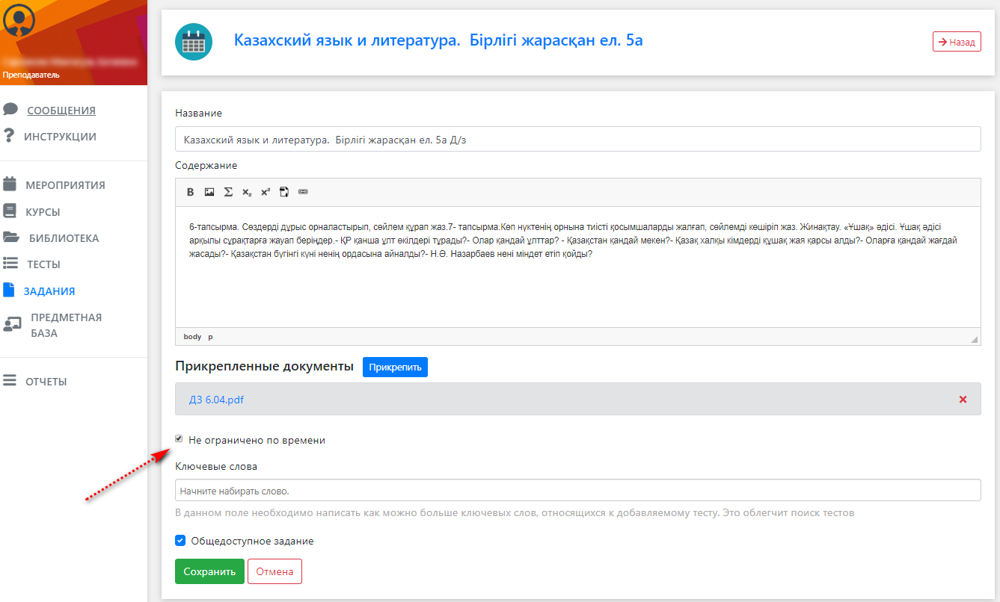 Преподаватель
СООБЩЕНИЯ
ИНСТРУКЦИИ
МЕРОПРИЯТИЯ
КУРСЫ
БИБЛИОТЕКА
ТЕСТЫ
ЗАДАНИЯ
ПРЕДМЕТНАЯ
БАЗА
ОТЧЕТЫ
Казахский язык и литература.  Бірлігі жарасқан ел. 5а
Назад
Название
Казахский язык и литература.  Бірлігі жарасқан ел. 5а Д/з
Содержание
6-тапсырма. Сөздерді дұрыс орналастырып, сөйлем құрап жаз.7- тапсырма.Көп нүктенің орнына тиісті қосымшаларды жалғап, сөйлемді көшіріп жаз. Жинақтау. «Ұшақ» әдісі. Ұшақ әдісі
арқылы сұрақтарға жауап беріңдер.- ҚР қанша ұлт өкілдері тұрады?- Олар қандай ұлттар? - Қазақстан қандай мекен?- Қазақ халқы кімдерді құшақ жая қарсы алды?- Оларға қандай жағдай
жасады?- Қазақстан бүгінгі күні ненің ордасына айналды?- Н.Ә. Назарбаев нені міндет етіп қойды?
body p
Прикрепленные документы Прикрепить
ДЗ 6.04.pdf
Не ограничено по времени
Ключевые слова
Начните набирать слово.
В данном поле необходимо написать как можно больше ключевых слов, относящихся к добавляемому тесту. Это облегчит поиск тестов
Общедоступное задание
Сохранить Отмена